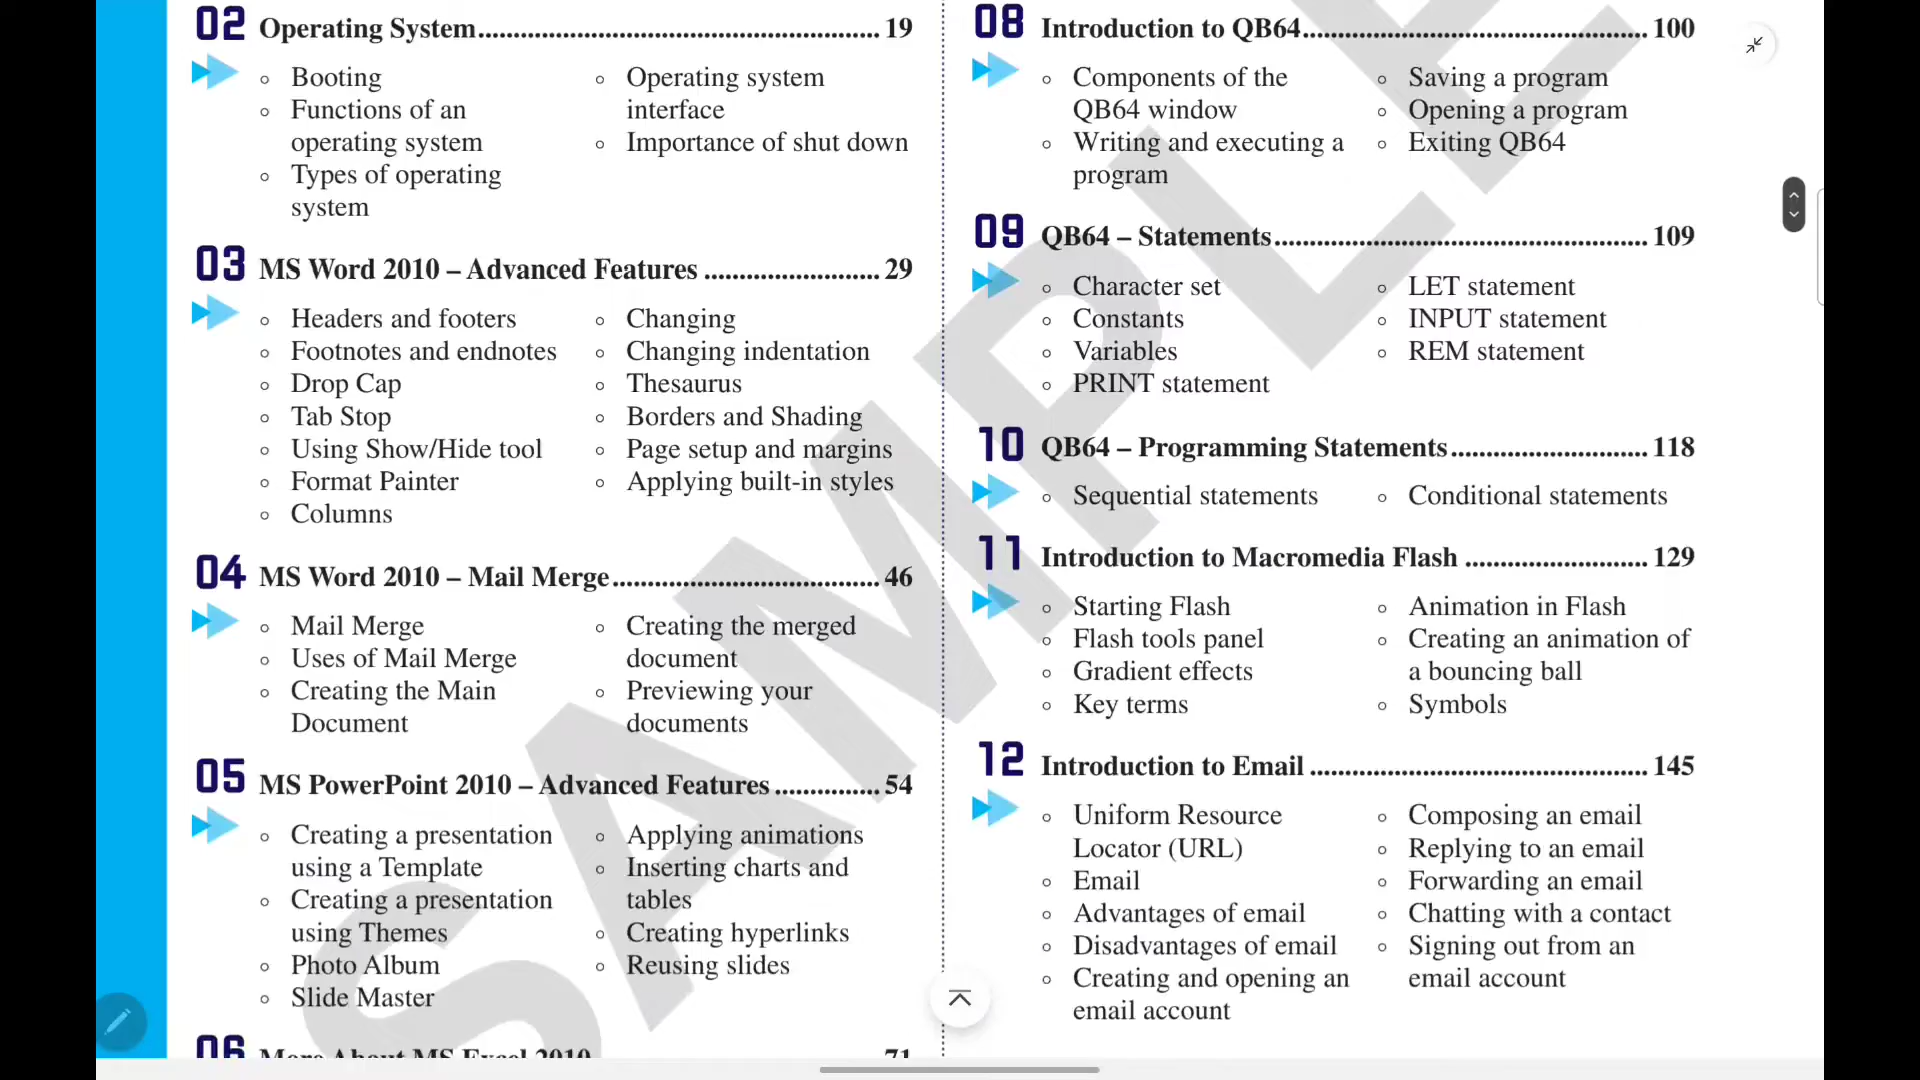 02 Operating System........................................................ 19
Booting
Functions of an
operating system
Types of operating
system
Operating system
interface
Importance of shut down
03 MS Word 2010 – Advanced Features ......................... 29
Headers and footers
Footnotes and endnotes
Drop Cap
Tab Stop
Using Show/Hide tool
Format Painter
Columns
Changing
Changing indentation
Thesaurus
Borders and Shading
Page setup and margins
Applying built-in styles
04 MS Word 2010 – Mail Merge...................................... 46
Mail Merge
Uses of Mail Merge
Creating the Main
Document
Creating the merged
document
Previewing your
documents
05 MS PowerPoint 2010 – Advanced Features ............... 54
Creating a presentation
using a Template
Creating a presentation
using Themes
Photo Album
Slide Master
Applying animations
Inserting charts and
tables
Creating hyperlinks
Reusing slides
06 More About MS Excel 2010 71
08 Introduction to QB64................................................ 100
Components of the
QB64 window
Writing and executing a
program
Saving a program
Opening a program
Exiting QB64
09 QB64 – Statements.................................................... 109
Character set
Constants
Variables
PRINT statement
LET statement
INPUT statement
REM statement
10 QB64 – Programming Statements............................ 118
Sequential statements
Conditional statements
11 Introduction to Macromedia Flash .......................... 129
Starting Flash
Flash tools panel
Gradient effects
Key terms
Animation in Flash
Creating an animation of
a bouncing ball
Symbols
12 Introduction to Email ............................................... 145
Uniform Resource
Locator (URL)
Email
Advantages of email
Disadvantages of email
Creating and opening an
email account
Composing an email
Replying to an email
Forwarding an email
Chatting with a contact
Signing out from an
email account
SAMPLE